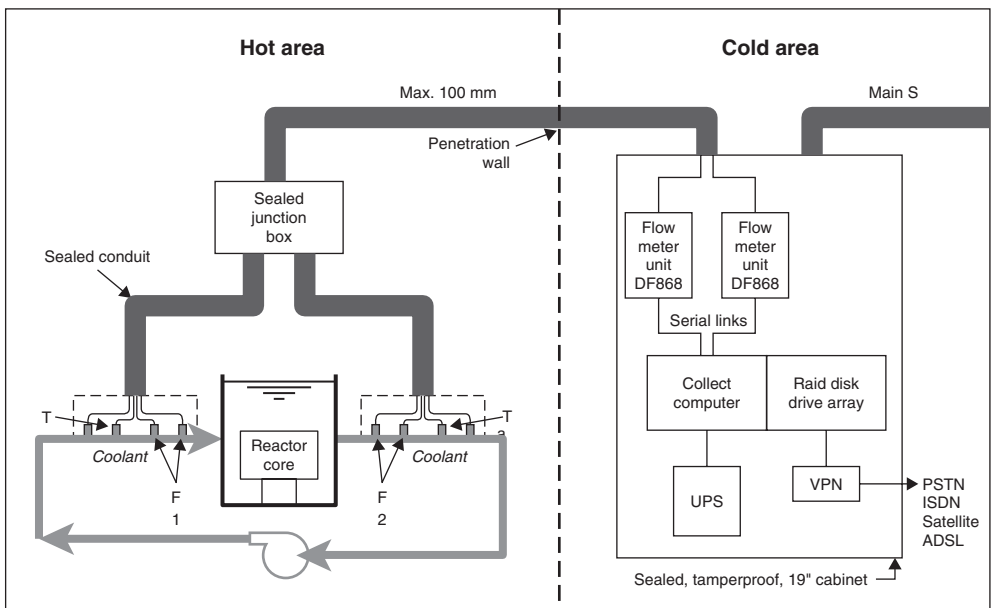 Hot area
Cold area
Max. 100 mm
Main S
Penetration
wall
Sealed
junction
box
Sealed conduit
Flow
meter
unit
DF868
Flow
meter
unit
DF868
Serial links
Collect
computer
Raid disk
drive array
T
T
a
Coolant
Reactor
core
Coolant
F
1
F
2
UPS
VPN
PSTN
ISDN
Satellite
ADSL
Sealed, tamperproof, 19" cabinet